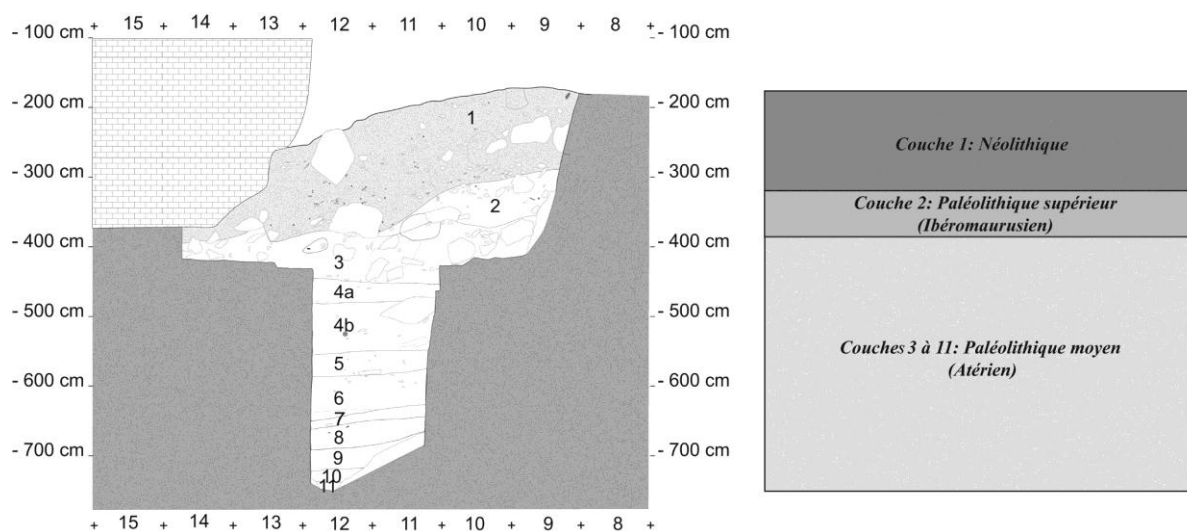 + 15 + 14 + 13 + 12 + 11 + 10 + 9 + 8 +
- 100 cm
- 200 cm
- 300 cm
- 400 cm
- 500 cm
- 600 cm
- 700 cm
1
2
3
4a
4b
5
6
7
8
9
10
11
- 100 cm
- 200 cm
- 300 cm
- 400 cm
- 500 cm
- 600 cm
- 700 cm
+ 15 + 14 + 13 + 12 + 11 + 10 + 9 + 8 +
Couche 1: Néolithique
Couche 2: Paléolithique supérieur
(Ibéromaurusien)
Couches 3 à 11: Paléolithique moyen
(Atérien)